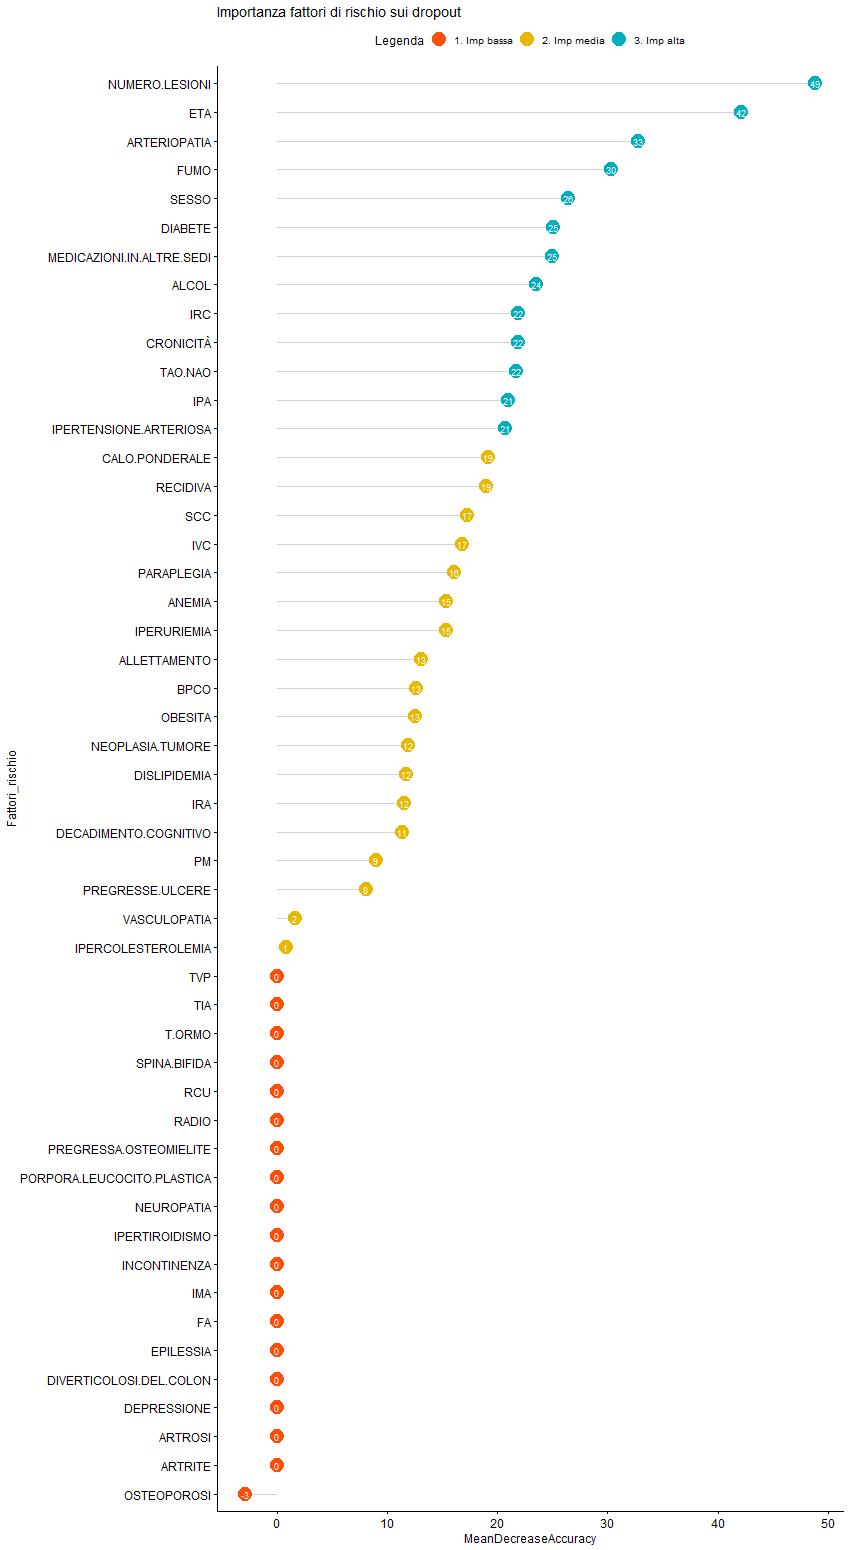 Importanza fattori di rischio sui dropout
Legenda 1. Imp bassa 2. Imp media 3. Imp alta
NUMERO.LESIONI 49
ETA 42
ARTERIOPATIA 33
FUMO 30
SESSO 26
DIABETE 25
MEDICAZIONI.IN.ALTRE.SEDI 25
ALCOL 24
IRC 22
CRONICITÀ 22
TAO.NAO 22
IPA 21
IPERTENSIONE.ARTERIOSA 21
CALO.PONDERALE 19
RECIDIVA 19
SCC 17
IVC 17
PARAPLEGIA 16
ANEMIA 15
IPERURIEMIA 15
ALLETTAMENTO 13
BPCO 13
OBESITA 13
NEOPLASIA.TUMORE 12
DISLIPIDEMIA 12
IRA 12
DECADIMENTO.COGNITIVO 11
PM 9
PREGRESSE.ULCERE 8
VASCULOPATIA 2
IPERCOLESTEROLEMIA 1
TVP 0
TIA 0
T.ORMO 0
SPINA.BIFIDA 0
RCU 0
RADIO 0
PREGRESSA.OSTEOMIELITE 0
PORPORA.LEUCOCITO.PLASTICA 0
NEUROPATIA 0
IPERTIROIDISMO 0
INCONTINENZA 0
IMA 0
FA 0
EPILESSIA 0
DIVERTICOLOSI.DEL.COLON 0
DEPRESSIONE 0
ARTROSI 0
ARTRITE 0
OSTEOPOROSI -3
0 10 20 30 40 50
MeanDecreaseAccuracy
Fattori_rischio